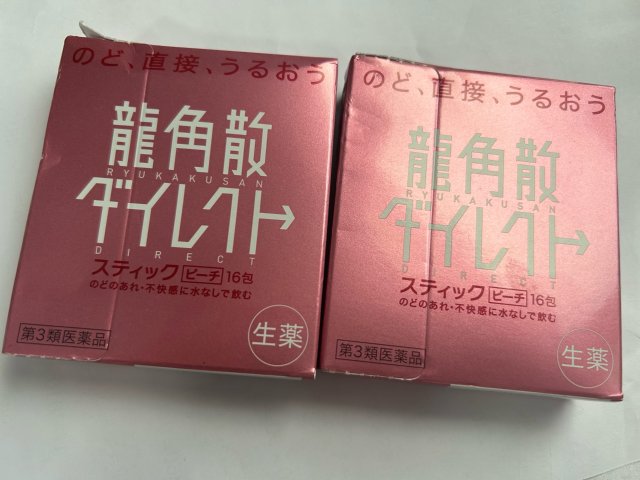 のど、直接、うるおう
龍角散
RYUKAKUSAN
ダイレクト
DIRECT
スティック ピーチ 16包
のどのあれ・不快感に水なしで飲む
第3類医薬品
生薬
のど、直接、うるおう
龍角散
RYUKAKUSAN
ダイレクト
DIRECT
スティック ピーチ 16包
のどのあれ・不快感に水なしで飲む
第3類医薬品
生薬